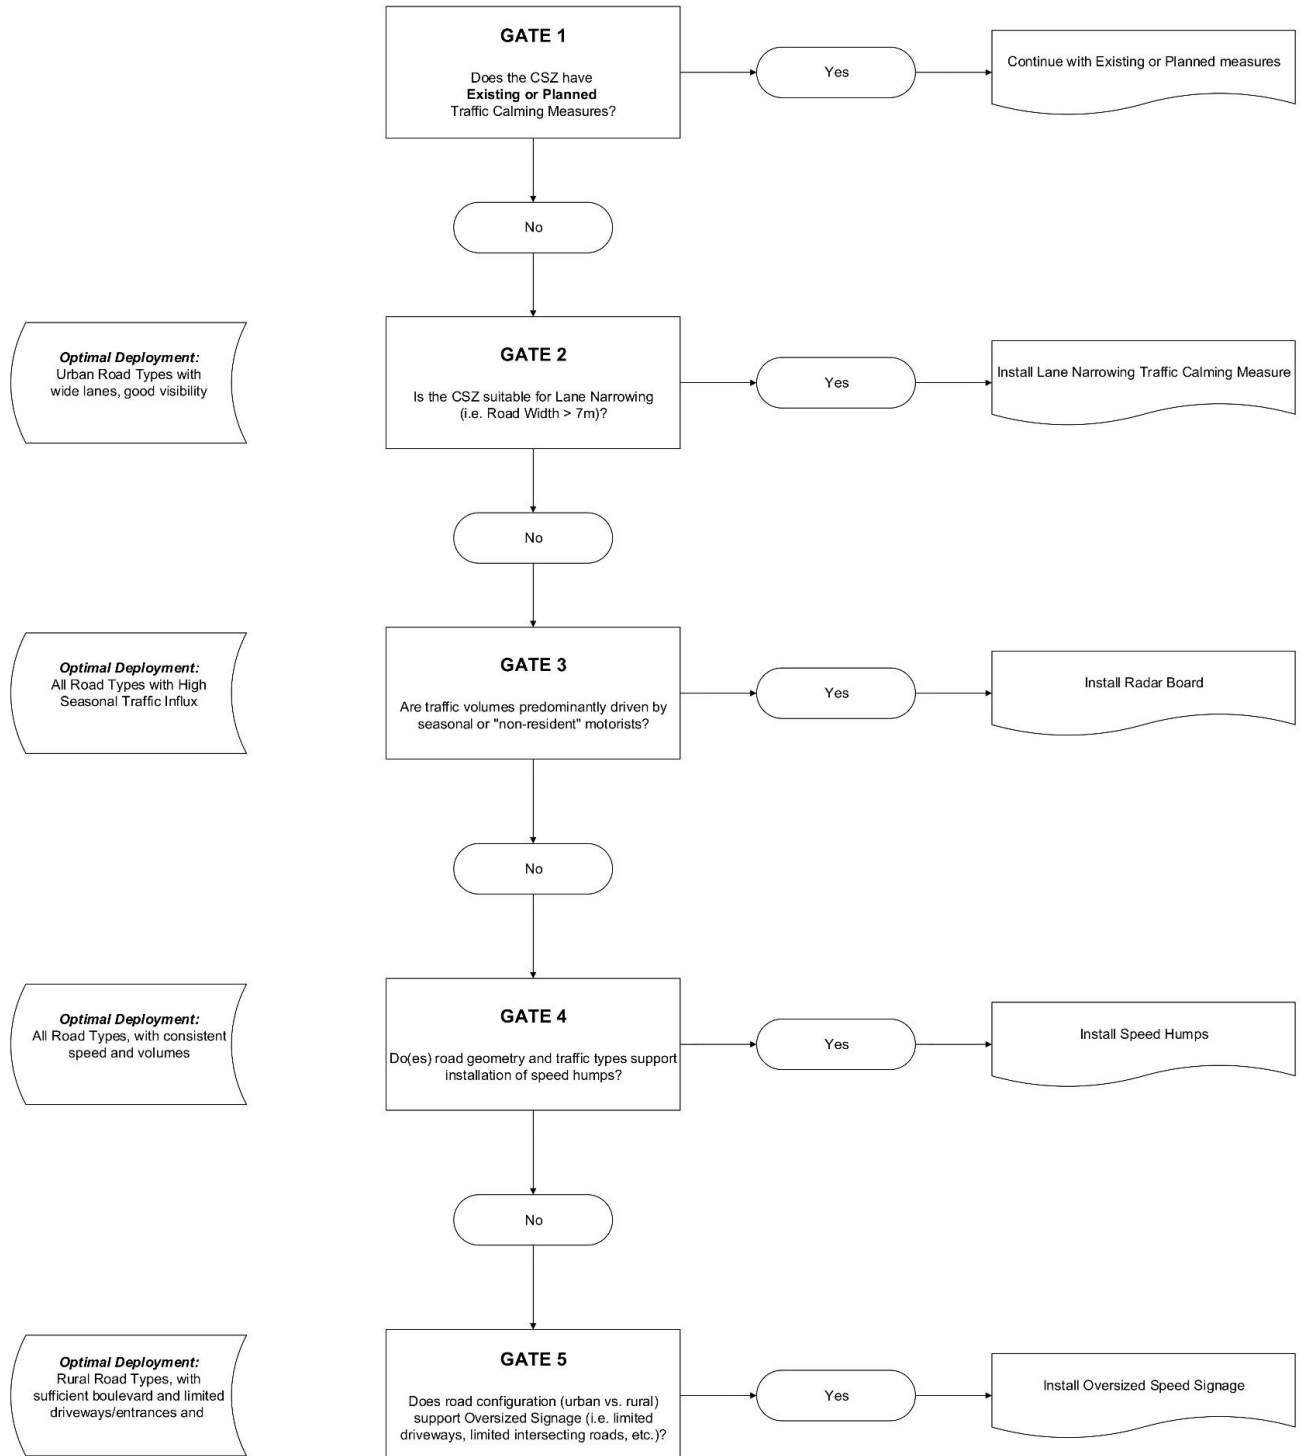 GATE 1
Does the CSZ have
Existing or Planned
Traffic Calming Measures?
Yes
Continue with Existing or Planned measures
No
Optimal Deployment:
Urban Road Types with
wide lanes, good visibility
GATE 2
Is the CSZ suitable for Lane Narrowing
(i.e. Road Width > 7m)?
Yes
Install Lane Narrowing Traffic Calming Measure
No
Optimal Deployment:
All Road Types with High
Seasonal Traffic Influx
GATE 3
Are traffic volumes predominantly driven by
seasonal or "non-resident" motorists?
Yes
Install Radar Board
No
Optimal Deployment:
All Road Types, with consistent
speed and volumes
GATE 4
Do(es) road geometry and traffic types support
installation of speed humps?
Yes
Install Speed Humps
No
Optimal Deployment:
Rural Road Types, with
sufficient boulevard and limited
driveways/entrances and
GATE 5
Does road configuration (urban vs. rural)
support Oversized Signage (i.e. limited
driveways, limited intersecting roads, etc.)?
Yes
Install Oversized Speed Signage